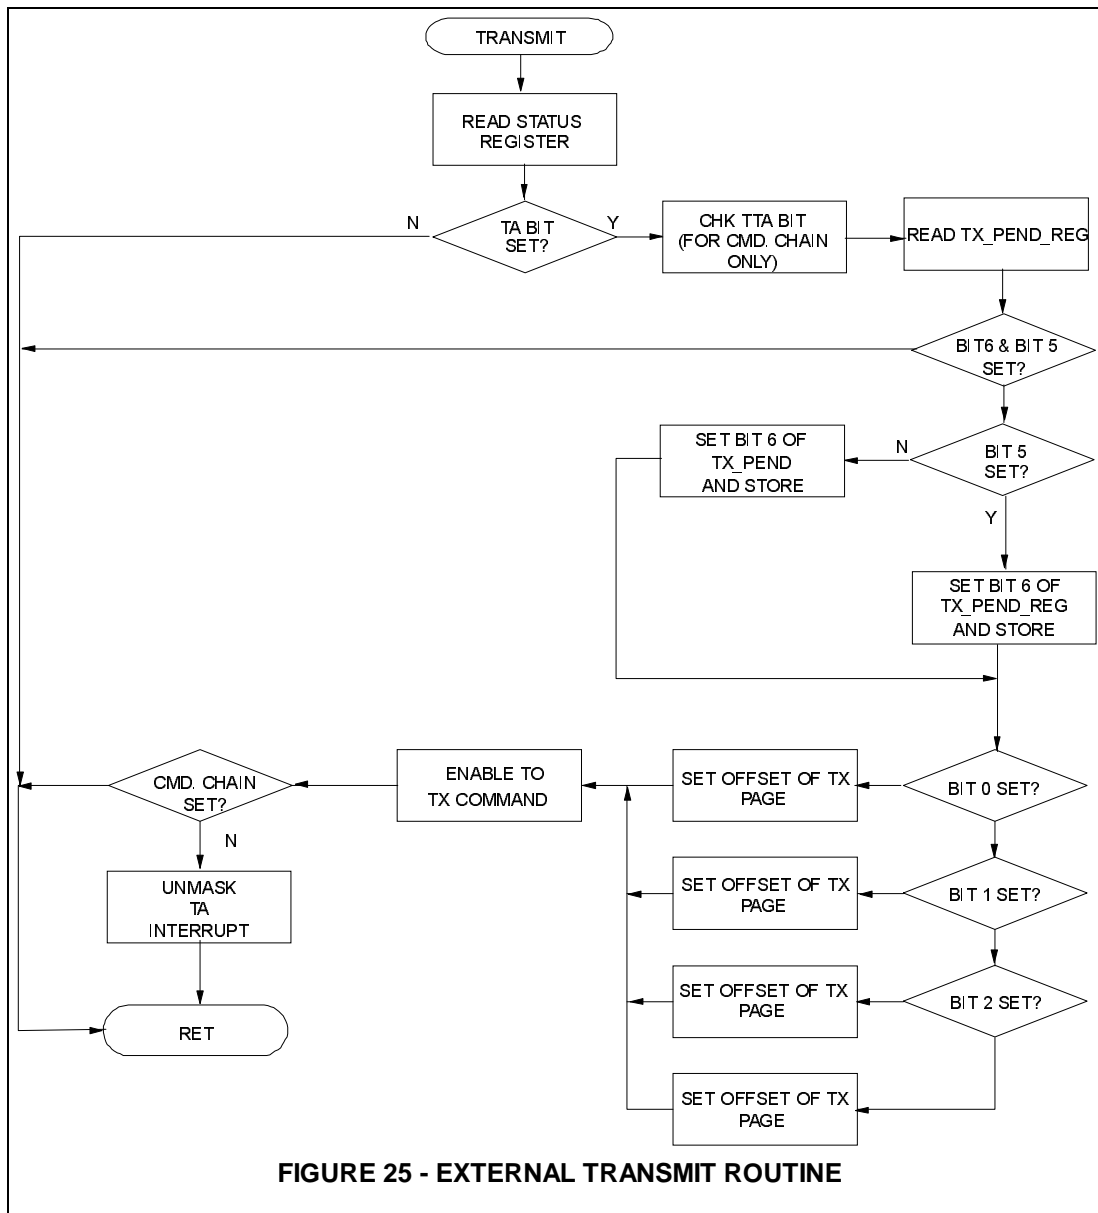 TRANSMIT
READ STATUS
REGISTER
N
TA BIT
SET?
Y
CHK TTA BIT
(FOR CMD. CHAIN
ONLY)
READ TX_PEND_REG
BIT6 & BIT 5
SET?
SET BIT 6 OF
TX_PEND
AND STORE
N
BIT 5
SET?
Y
SET BIT 6 OF
TX_PEND_REG
AND STORE
CMD. CHAIN
SET?
ENABLE TO
TX COMMAND
SET OFFSET OF TX
PAGE
BIT 0 SET?
N
UNMASK
TA
INTERRUPT
SET OFFSET OF TX
PAGE
BIT 1 SET?
SET OFFSET OF TX
PAGE
BIT 2 SET?
RET
SET OFFSET OF TX
PAGE
FIGURE 25 - EXTERNAL TRANSMIT ROUTINE